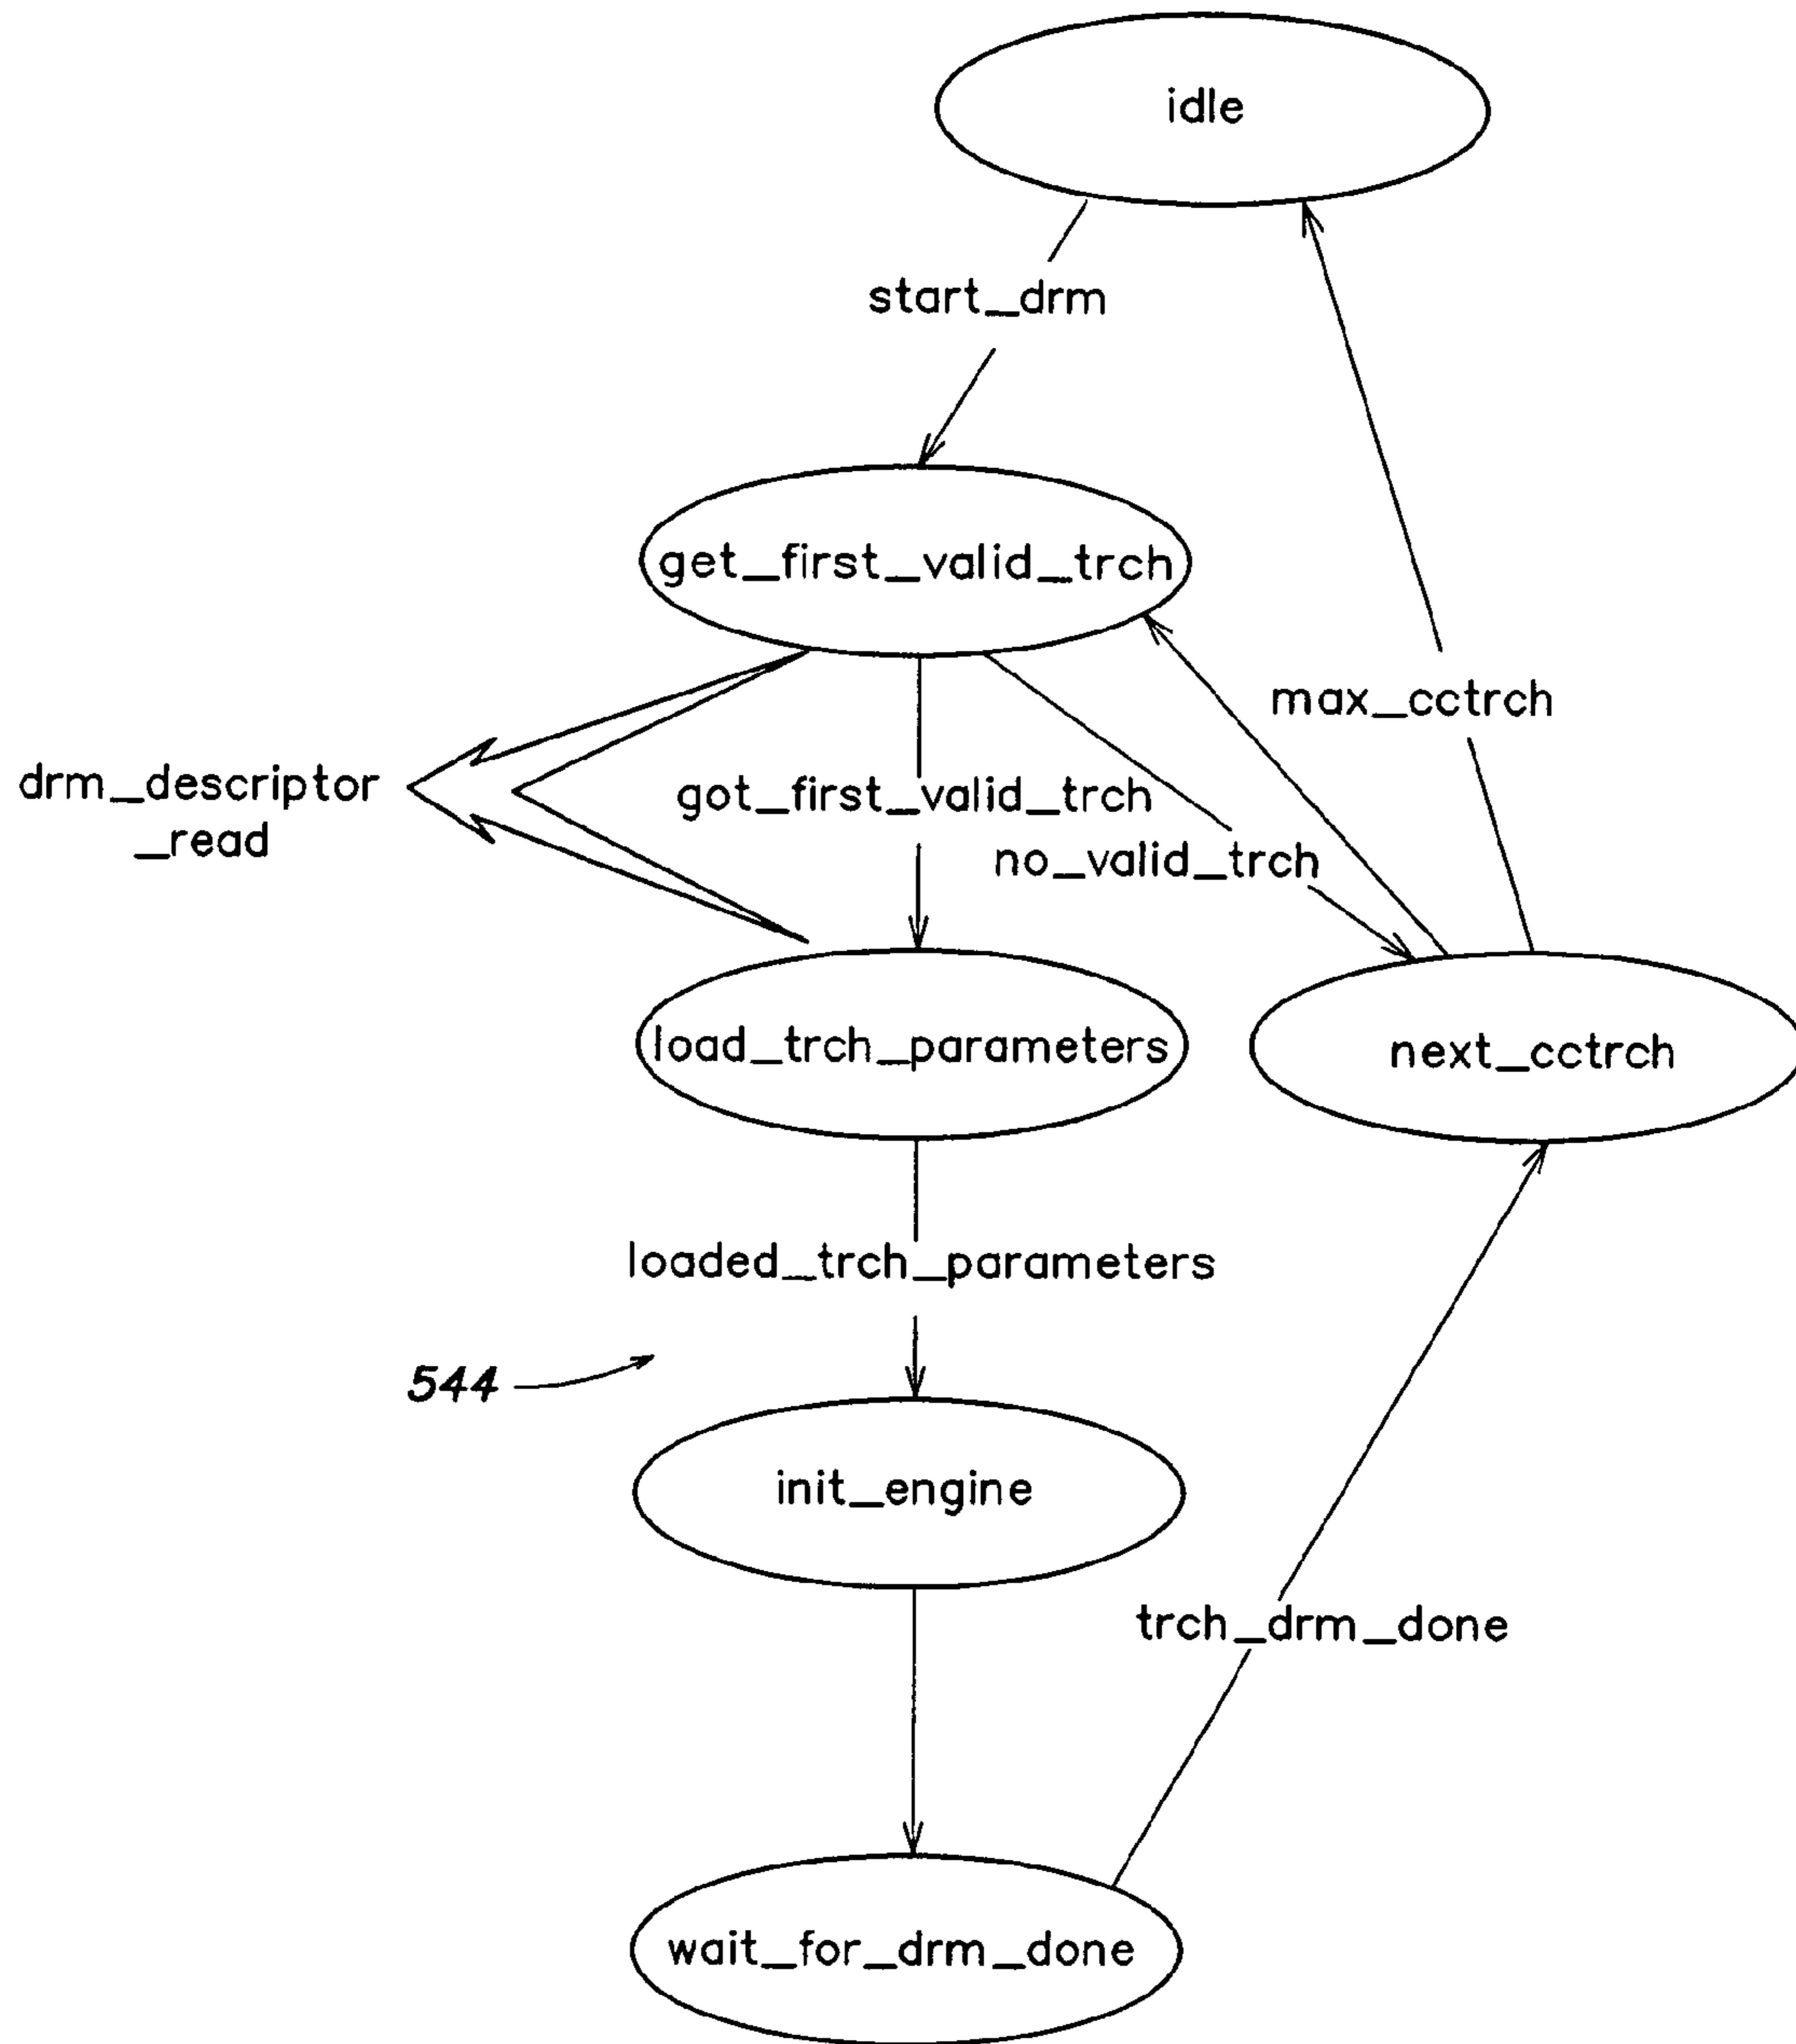 idle
start_drm
get_first_valid_trch
max_cctrch
drm_descriptor
_read
got_first_valid_trch
no_valid_trch
load_trch_parameters
next_cctrch
loaded_trch_parameters
544
init_engine
trch_drm_done
wait_for_drm_done